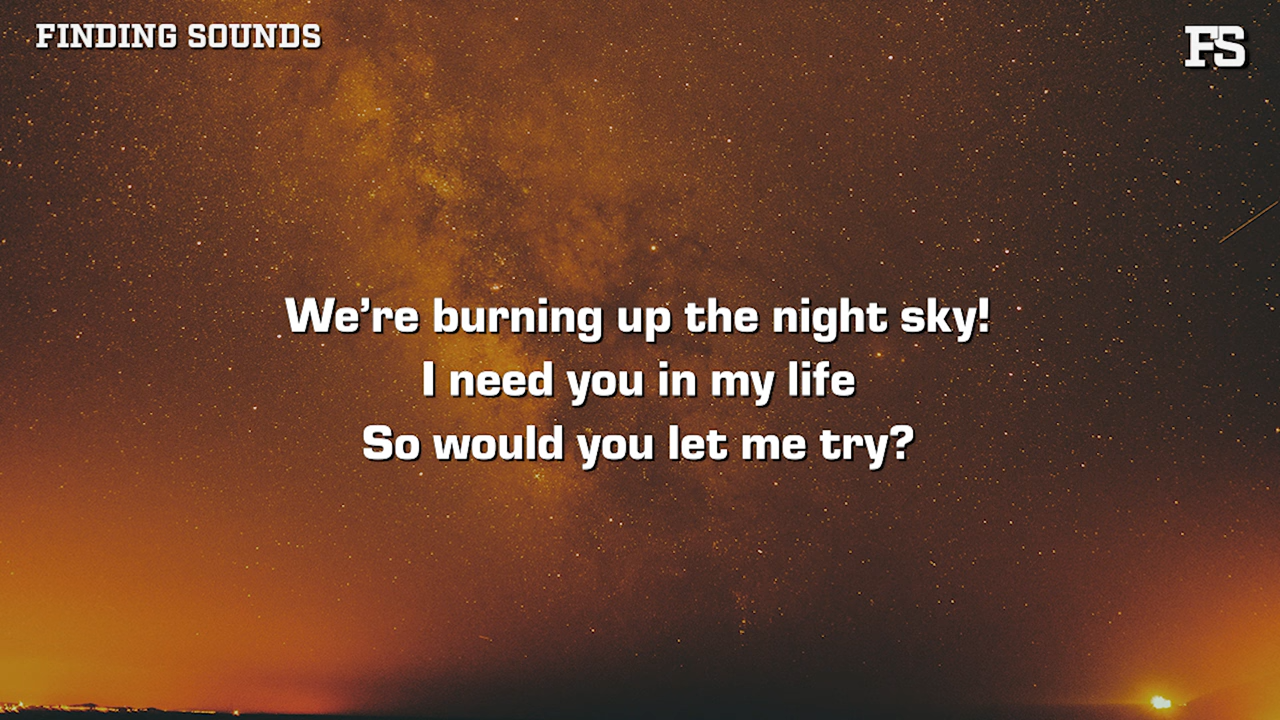 FINDING SOUNDS
FS
We’re burning up the night sky!
I need you in my life
So would you let me try?